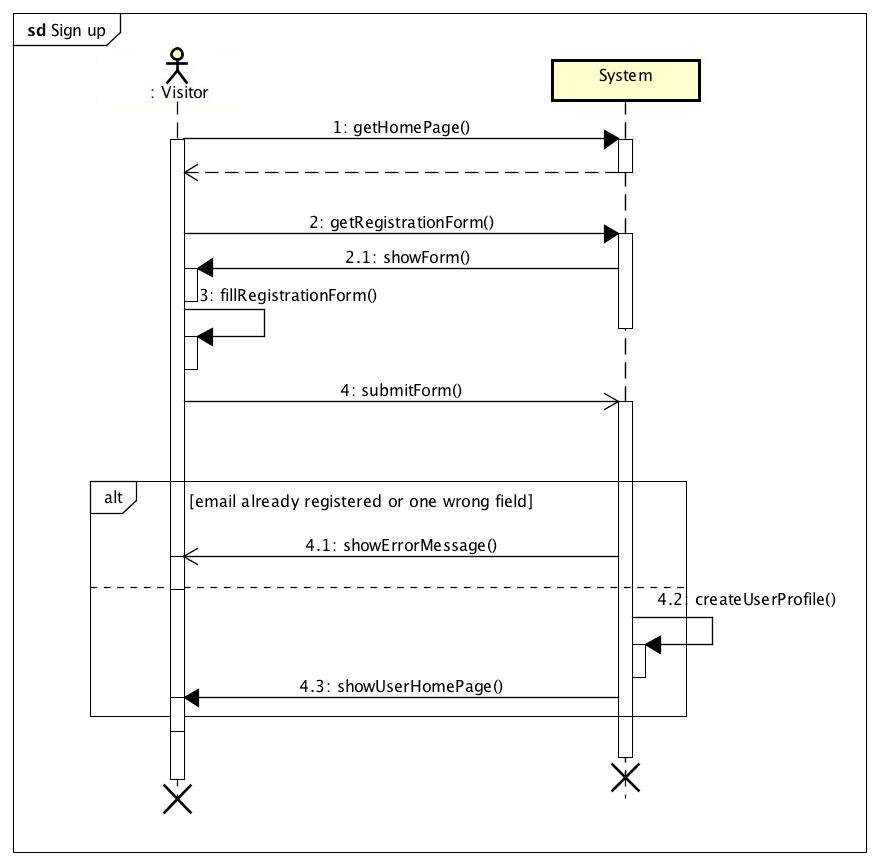 sd Sign up
: Visitor
System
1: getHomePage()
2: getRegistrationForm()
2.1: showForm()
3: fillRegistrationForm()
4: submitForm()
alt
[email already registered or one wrong field]
4.1: showErrorMessage()
4.2: createUserProfile()
4.3: showUserHomePage()